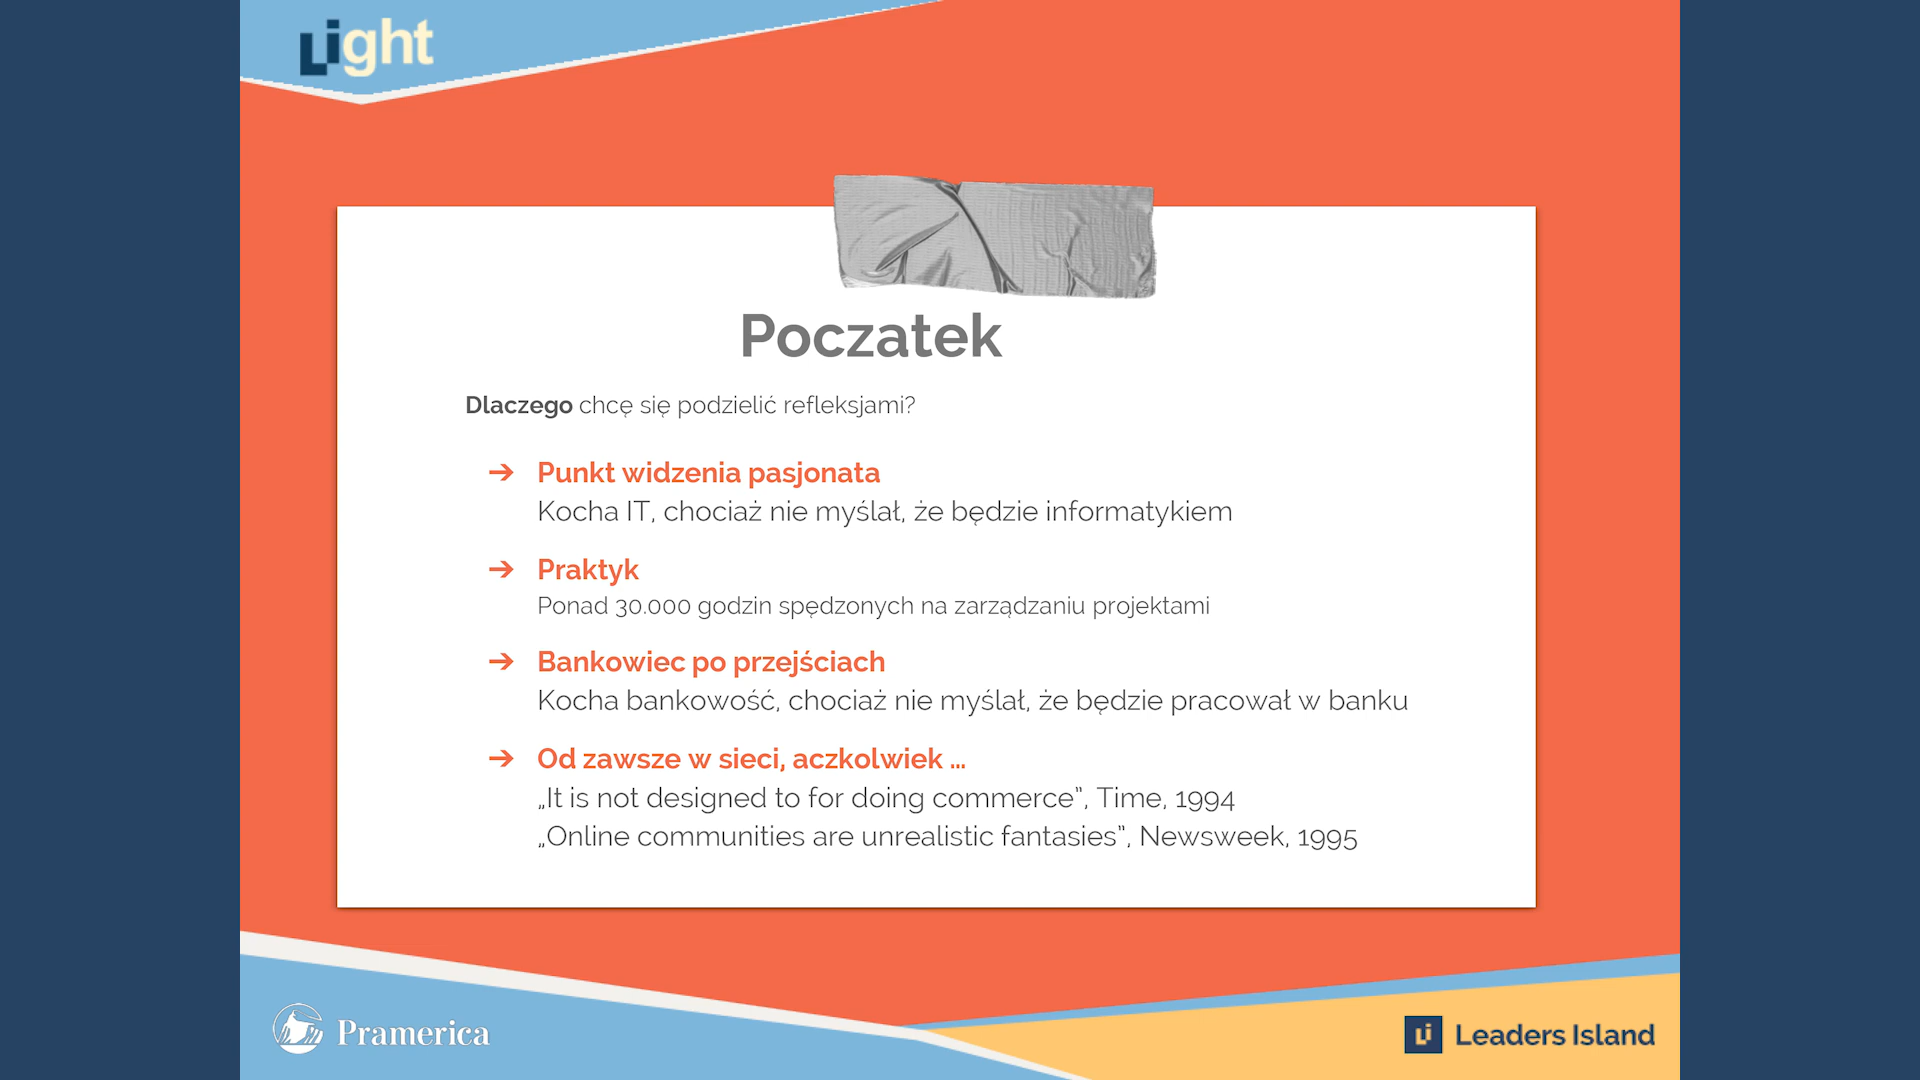 Light
Poczatek
Dlaczego chcę się podzielić refleksjami?
➔ Punkt widzenia pasjonata
Kocha IT, chociaż nie myślał, że będzie informatykiem
➔ Praktyk
Ponad 30.000 godzin spędzonych na zarządzaniu projektami
➔ Bankowiec po przejściach
Kocha bankowość, chociaż nie myślał, że będzie pracował w banku
➔ Od zawsze w sieci, aczkolwiek ...
„It is not designed to for doing commerce”, Time, 1994
„Online communities are unrealistic fantasies”, Newsweek, 1995
Pramerica
Li Leaders Island